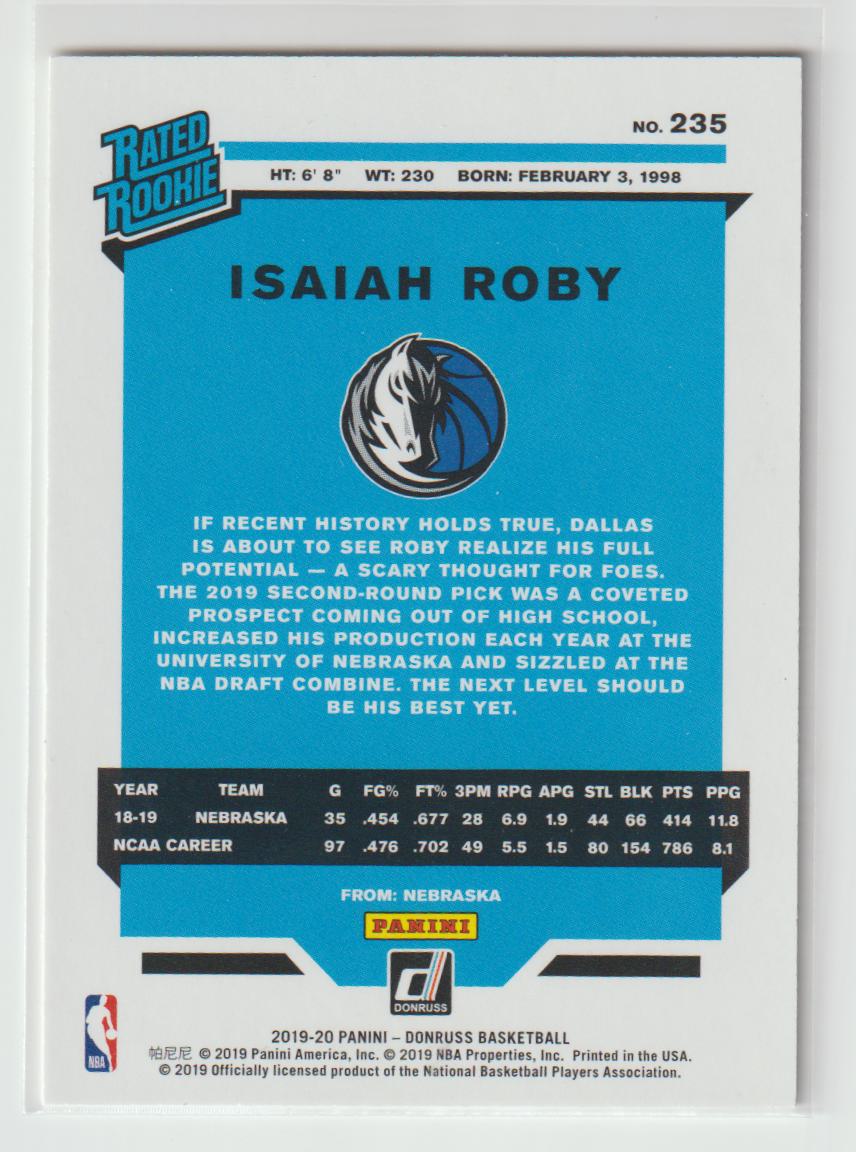 RATED
ROOKIE
NO. 235
HT: 6' 8" WT: 230 BORN: FEBRUARY 3, 1998
ISAIAH ROBY
IF RECENT HISTORY HOLDS TRUE, DALLAS
IS ABOUT TO SEE ROBY REALIZE HIS FULL
POTENTIAL — A SCARY THOUGHT FOR FOES.
THE 2019 SECOND-ROUND PICK WAS A COVETED
PROSPECT COMING OUT OF HIGH SCHOOL,
INCREASED HIS PRODUCTION EACH YEAR AT THE
UNIVERSITY OF NEBRASKA AND SIZZLED AT THE
NBA DRAFT COMBINE. THE NEXT LEVEL SHOULD
BE HIS BEST YET.
YEAR TEAM G FG% FT% 3PM RPG APG STL BLK PTS PPG
18-19 NEBRASKA 35 .454 .677 28 6.9 1.9 44 66 414 11.8
NCAA CAREER 97 .476 .702 49 5.5 1.5 80 154 786 8.1
FROM: NEBRASKA
PANINI
d
DONRUSS
NBA
2019-20 PANINI – DONRUSS BASKETBALL
帕尼尼 © 2019 Panini America, Inc. © 2019 NBA Properties, Inc. Printed in the USA.
© 2019 Officially licensed product of the National Basketball Players Association.